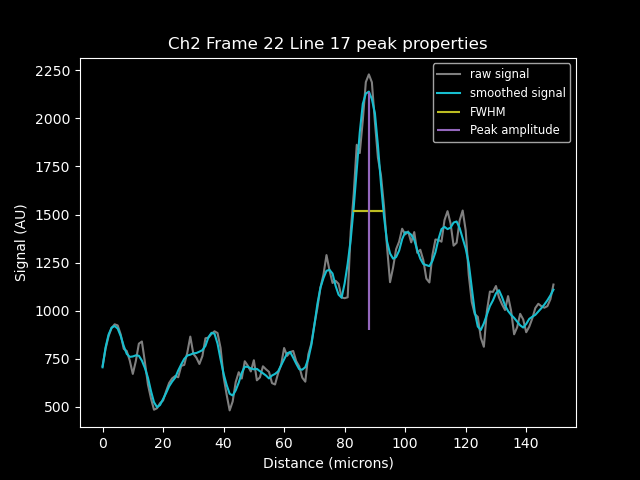 Ch2 Frame 22 Line 17 peak properties
raw signal
smoothed signal
FWHM
Peak amplitude
Signal (AU)
2250
2000
1750
1500
1250
1000
750
500
0 20 40 60 80 100 120 140
Distance (microns)